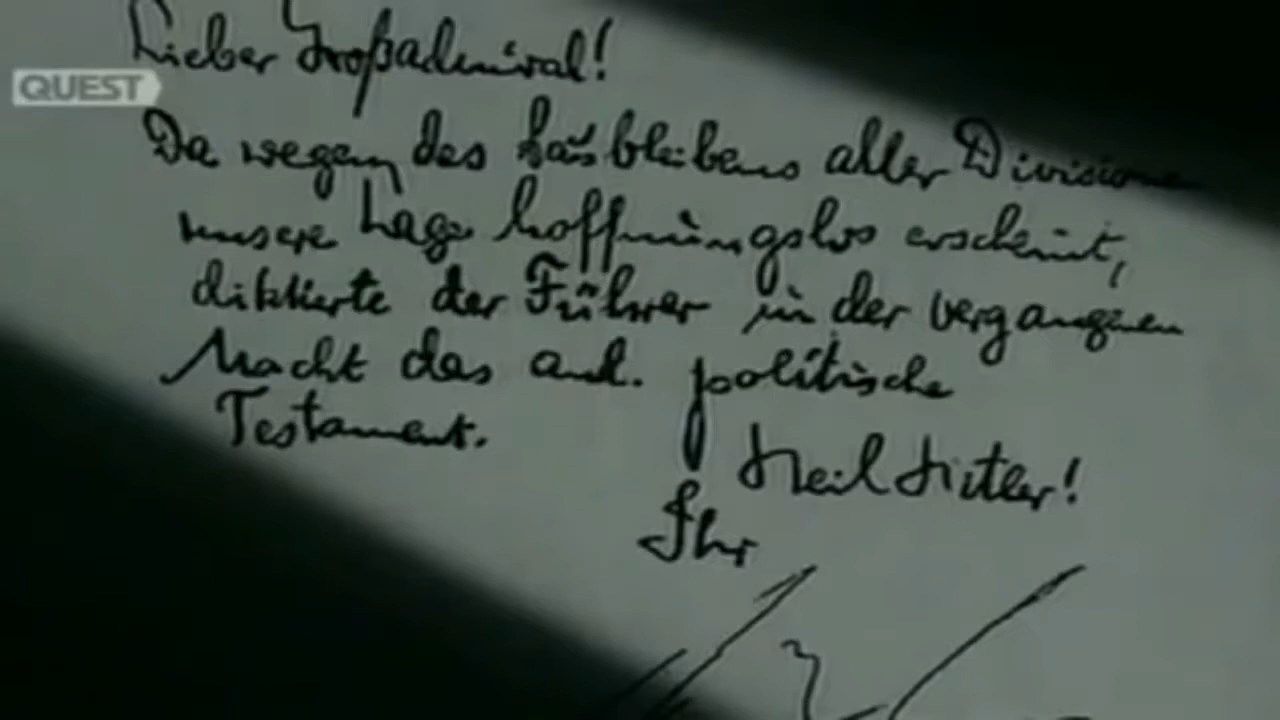 Lieber Großadmiral!
QUEST
Da wegen des Ausbleibens aller Divisionen
unsere Lage hoffnungslos erscheint,
diktierte der Führer in der vergangenen
Nacht das anl. politische
Testament.
Heil Hitler!
Ihr